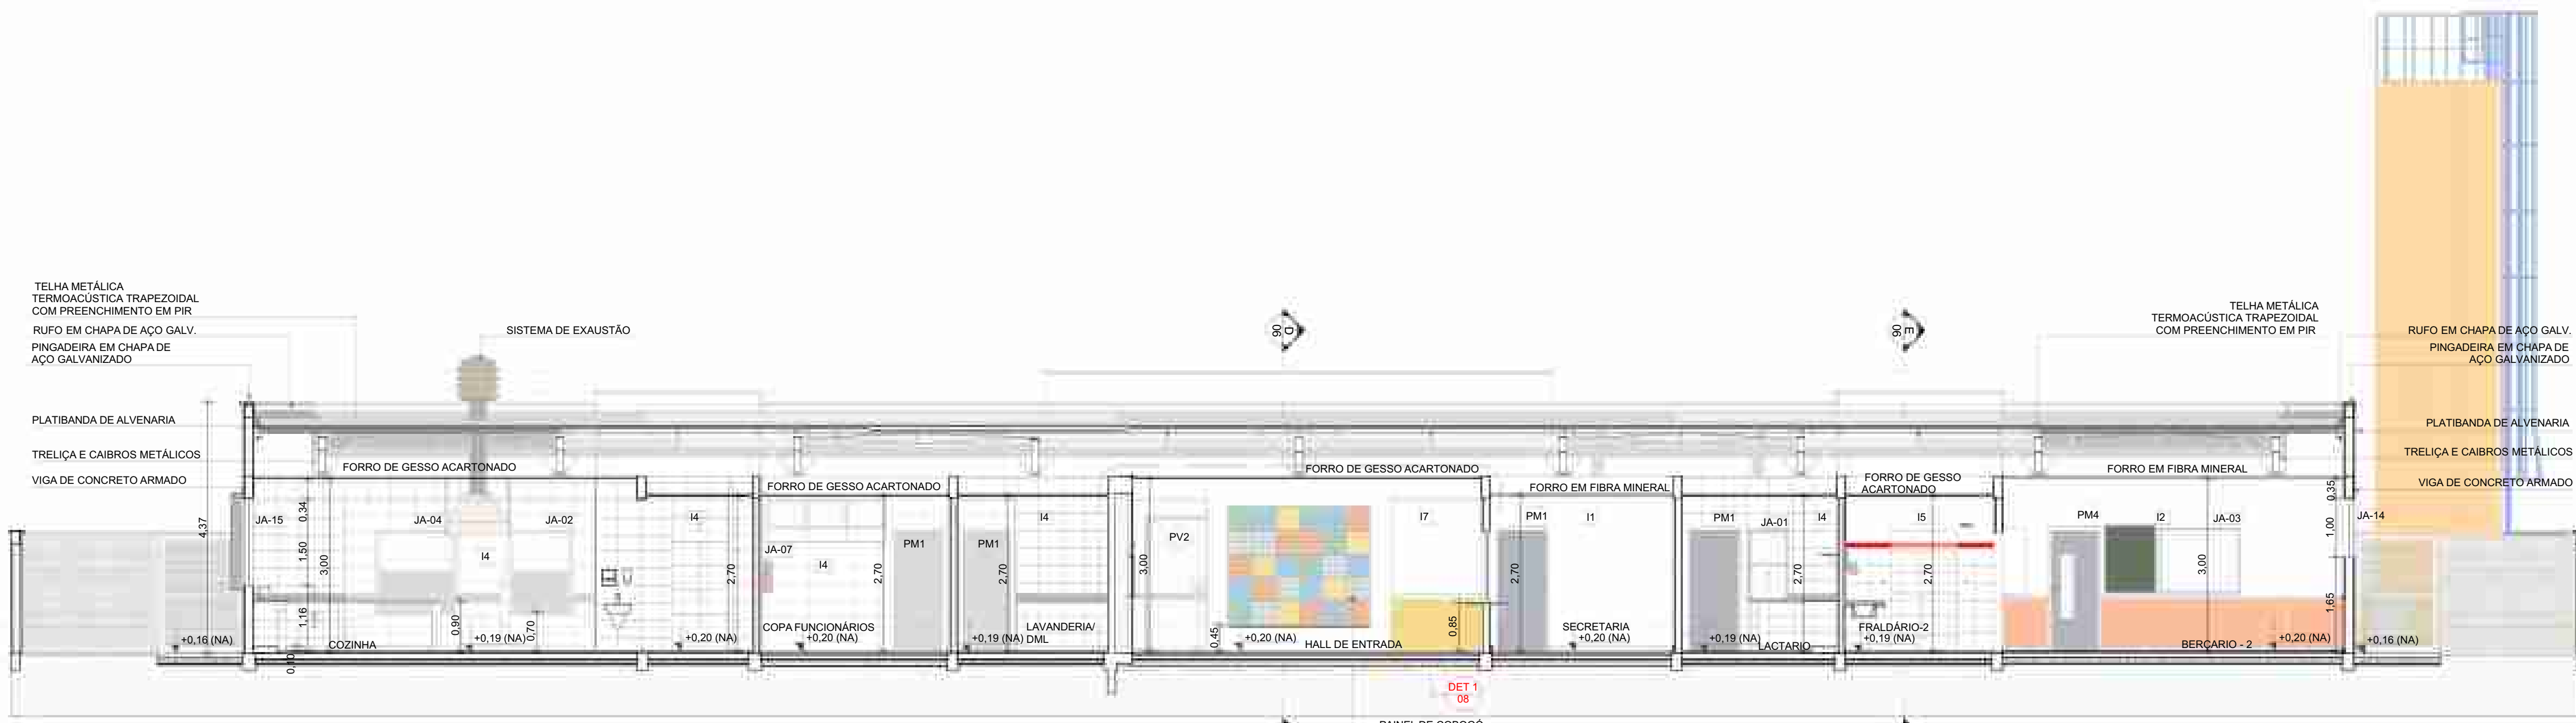 TELHA METÁLICA
TERMOACÚSTICA TRAPEZOIDAL
COM PREENCHIMENTO EM PIR
RUFO EM CHAPA DE AÇO GALV.
PINGADEIRA EM CHAPA DE
AÇO GALVANIZADO
SISTEMA DE EXAUSTÃO
06 D
06 E
TELHA METÁLICA
TERMOACÚSTICA TRAPEZOIDAL
COM PREENCHIMENTO EM PIR
RUFO EM CHAPA DE AÇO GALV.
PINGADEIRA EM CHAPA DE
AÇO GALVANIZADO
PLATIBANDA DE ALVENARIA
TRELIÇA E CAIBROS METÁLICOS
VIGA DE CONCRETO ARMADO
PLATIBANDA DE ALVENARIA
TRELIÇA E CAIBROS METÁLICOS
VIGA DE CONCRETO ARMADO
FORRO DE GESSO ACARTONADO
FORRO DE GESSO ACARTONADO
FORRO DE GESSO ACARTONADO
FORRO EM FIBRA MINERAL
FORRO DE GESSO
ACARTONADO
FORRO EM FIBRA MINERAL
4,37
JA-15
0,34
1,50
1,16
3,00
0,10
JA-04
I4
JA-02
0,90
0,70
+0,16 (NA)
COZINHA
+0,19 (NA)
I4
2,70
+0,20 (NA)
JA-07
I4
2,70
PM1
COPA FUNCIONÁRIOS
+0,20 (NA)
PM1
2,70
I4
+0,19 (NA)
LAVANDERIA/
DML
3,00
PV2
0,45
+0,20 (NA)
I7
0,85
HALL DE ENTRADA
PM1
2,70
I1
SECRETARIA
+0,20 (NA)
PM1
JA-01
I4
2,70
+0,19 (NA)
LACTARIO
I5
2,70
FRALDÁRIO-2
+0,19 (NA)
PM4
I2
JA-03
3,00
0,35
1,00
1,65
BERÇARIO - 2
+0,20 (NA)
JA-14
+0,16 (NA)
DET 1
08
PAINEL DE COBOGÓ